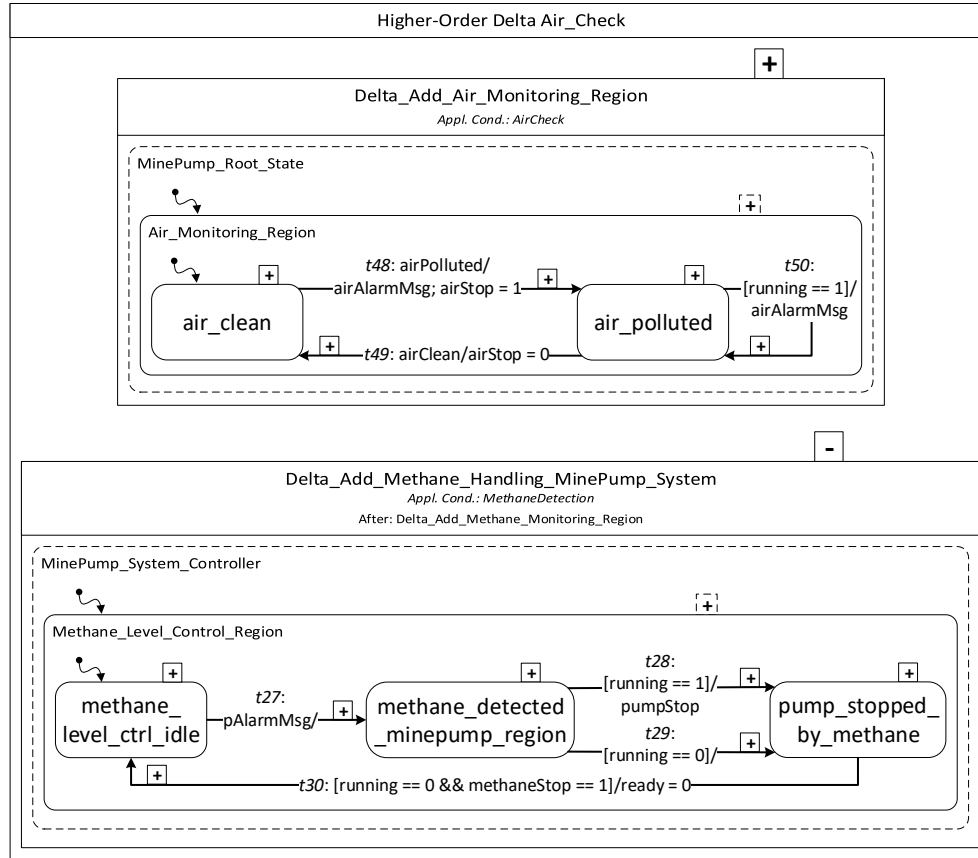 Higher-Order Delta Air_Check
+
Delta_Add_Air_Monitoring_Region
Appl. Cond.: AirCheck
MinePump_Root_State
+
Air_Monitoring_Region
+
t48: airPolluted/
airAlarmMsg; airStop = 1
+
+
t50:
[running == 1]/
airAlarmMsg
air_clean
air_polluted
+
t49: airClean/airStop = 0
+
-
Delta_Add_Methane_Handling_MinePump_System
Appl. Cond.: MethaneDetection
After: Delta_Add_Methane_Monitoring_Region
MinePump_System_Controller
+
Methane_Level_Control_Region
+
+
t28:
[running == 1]/
pumpStop
+
+
methane_
level_ctrl_idle
t27:
pAlarmMsg/
+
methane_detected
_minepump_region
t29:
[running == 0]/
+
pump_stopped_
by_methane
+
t30: [running == 0 && methaneStop == 1]/ready = 0